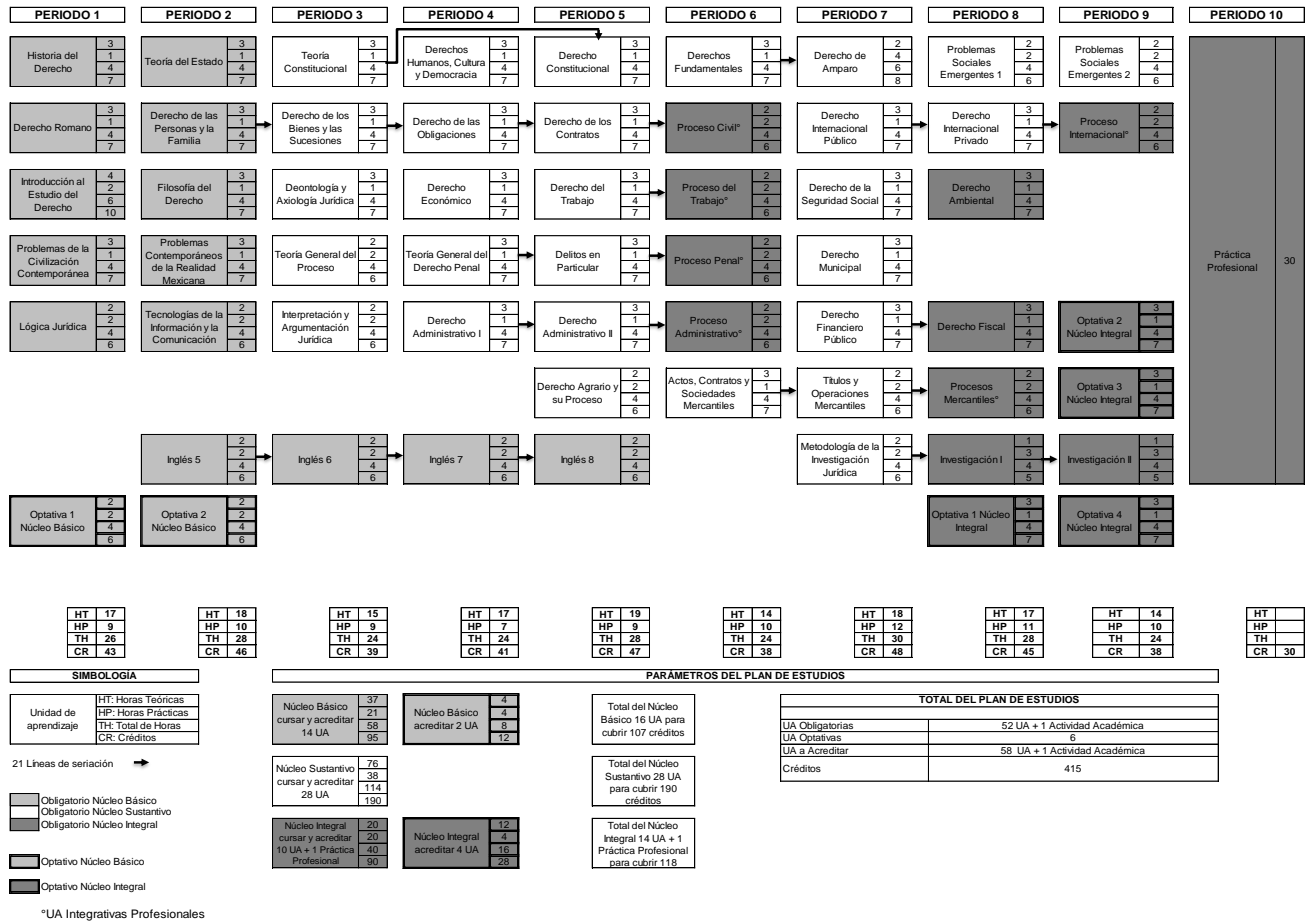 PERIODO 1
PERIODO 2
PERIODO 3
PERIODO 4
PERIODO 5
PERIODO 6
PERIODO 7
PERIODO 8
PERIODO 9
PERIODO 10
Historia del
Derecho
3
1
4
7
Teoría del Estado
3
1
4
7
Teoría
Constitucional
3
1
4
7
Derechos
Humanos, Cultura
y Democracia
3
1
4
7
Derecho
Constitucional
3
1
4
7
Derechos
Fundamentales
3
1
4
7
Derecho de
Amparo
2
4
6
8
Problemas
Sociales
Emergentes 1
2
2
4
6
Problemas
Sociales
Emergentes 2
2
2
4
6
Derecho Romano
3
1
4
7
Derecho de las
Personas y la
Familia
3
1
4
7
Derecho de los
Bienes y las
Sucesiones
3
1
4
7
Derecho de las
Obligaciones
3
1
4
7
Derecho de los
Contratos
3
1
4
7
Proceso Civil°
2
2
4
6
Derecho
Internacional
Público
3
1
4
7
Derecho
Internacional
Privado
3
1
4
7
Proceso
Internacional°
2
2
4
6
Introducción al
Estudio del
Derecho
4
2
6
10
Filosofía del
Derecho
3
1
4
7
Deontología y
Axiología Jurídica
3
1
4
7
Derecho
Económico
3
1
4
7
Derecho del
Trabajo
3
1
4
7
Proceso del
Trabajo°
2
2
4
6
Derecho de la
Seguridad Social
3
1
4
7
Derecho
Ambiental
3
1
4
7
Problemas de la
Civilización
Contemporánea
3
1
4
7
Problemas
Contemporáneos
de la Realidad
Mexicana
3
1
4
7
Teoría General del
Proceso
2
2
4
6
Teoría General del
Derecho Penal
3
1
4
7
Delitos en
Particular
3
1
4
7
Proceso Penal°
2
2
4
6
Derecho
Municipal
3
1
4
7
Práctica
Profesional
30
Lógica Jurídica
2
2
4
6
Tecnologías de la
Información y la
Comunicación
2
2
4
6
Interpretación y
Argumentación
Jurídica
2
2
4
6
Derecho
Administrativo I
3
1
4
7
Derecho
Administrativo II
3
1
4
7
Proceso
Administrativo°
2
2
4
6
Derecho
Financiero
Público
3
1
4
7
Derecho Fiscal
3
1
4
7
Optativa 2
Núcleo Integral
3
1
4
7
Derecho Agrario y
su Proceso
2
2
4
6
Actos, Contratos y
Sociedades
Mercantiles
3
1
4
7
Títulos y
Operaciones
Mercantiles
2
2
4
6
Procesos
Mercantiles°
2
2
4
6
Optativa 3
Núcleo Integral
3
1
4
7
Inglés 5
2
2
4
6
Inglés 6
2
2
4
6
Inglés 7
2
2
4
6
Inglés 8
2
2
4
6
Metodología de la
Investigación
Jurídica
2
2
4
6
Investigación I
1
3
4
5
Investigación II
1
3
4
5
Optativa 1
Núcleo Básico
2
2
4
6
Optativa 2
Núcleo Básico
2
2
4
6
Optativa 1 Núcleo
Integral
3
1
4
7
Optativa 4
Núcleo Integral
3
1
4
7
HT 17
HP 9
TH 26
CR 43
HT 18
HP 10
TH 28
CR 46
HT 15
HP 9
TH 24
CR 39
HT 17
HP 7
TH 24
CR 41
HT 19
HP 9
TH 28
CR 47
HT 14
HP 10
TH 24
CR 38
HT 18
HP 12
TH 30
CR 48
HT 17
HP 11
TH 28
CR 45
HT 14
HP 10
TH 24
CR 38
HT
HP
TH
CR 30
SIMBOLOGÍA
Unidad de
aprendizaje
HT: Horas Teóricas
HP: Horas Prácticas
TH: Total de Horas
CR: Créditos
21 Líneas de seriación
Obligatorio Núcleo Básico
Obligatorio Núcleo Sustantivo
Obligatorio Núcleo Integral
Optativo Núcleo Básico
Optativo Núcleo Integral
°UA Integrativas Profesionales
PARÁMETROS DEL PLAN DE ESTUDIOS
Núcleo Básico
cursar y acreditar
14 UA
37
21
58
95
Núcleo Básico
acreditar 2 UA
4
4
8
12
Total del Núcleo
Básico 16 UA para
cubrir 107 créditos
Núcleo Sustantivo
cursar y acreditar
28 UA
76
38
114
190
Total del Núcleo
Sustantivo 28 UA
para cubrir 190
créditos
Núcleo Integral
cursar y acreditar
10 UA + 1 Práctica
Profesional
20
20
40
90
Núcleo Integral
acreditar 4 UA
12
4
16
28
Total del Núcleo
Integral 14 UA + 1
Práctica Profesional
para cubrir 118
TOTAL DEL PLAN DE ESTUDIOS
UA Obligatorias 52 UA + 1 Actividad Académica
UA Optativas 6
UA a Acreditar 58 UA + 1 Actividad Académica
Créditos 415